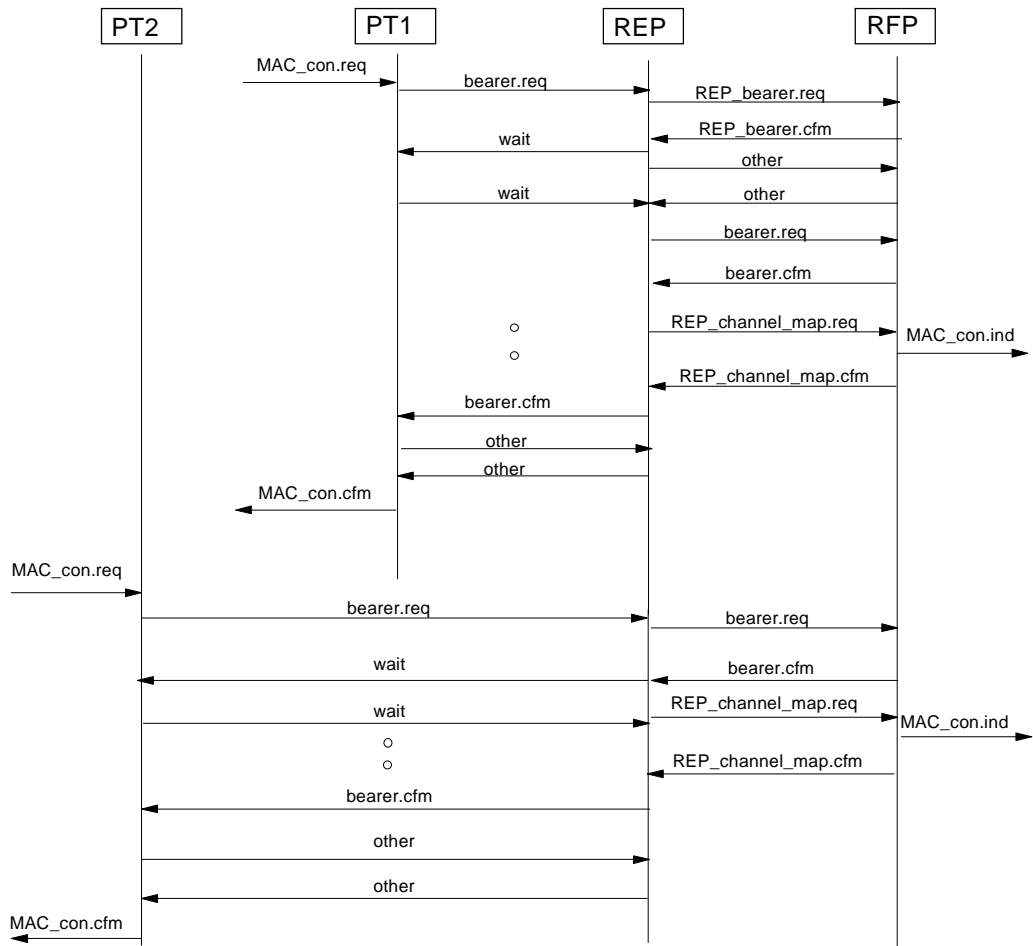 PT2
PT1
REP
RFP
MAC_con.req
bearer.req
REP_bearer.req
REP_bearer.cfm
wait
other
wait
other
bearer.req
bearer.cfm
REP_channel_map.req
MAC_con.ind
REP_channel_map.cfm
bearer.cfm
other
other
MAC_con.cfm
MAC_con.req
bearer.req
bearer.req
wait
bearer.cfm
wait
REP_channel_map.req
MAC_con.ind
REP_channel_map.cfm
bearer.cfm
other
other
MAC_con.cfm